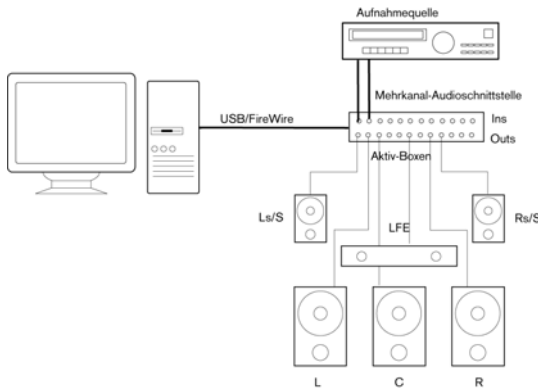 Aufnahmequelle
Mehrkanal-Audioschnittstelle
Ins
USB/FireWire
Outs
Aktiv-Boxen
Ls/S
LFE
Rs/S
L
C
R